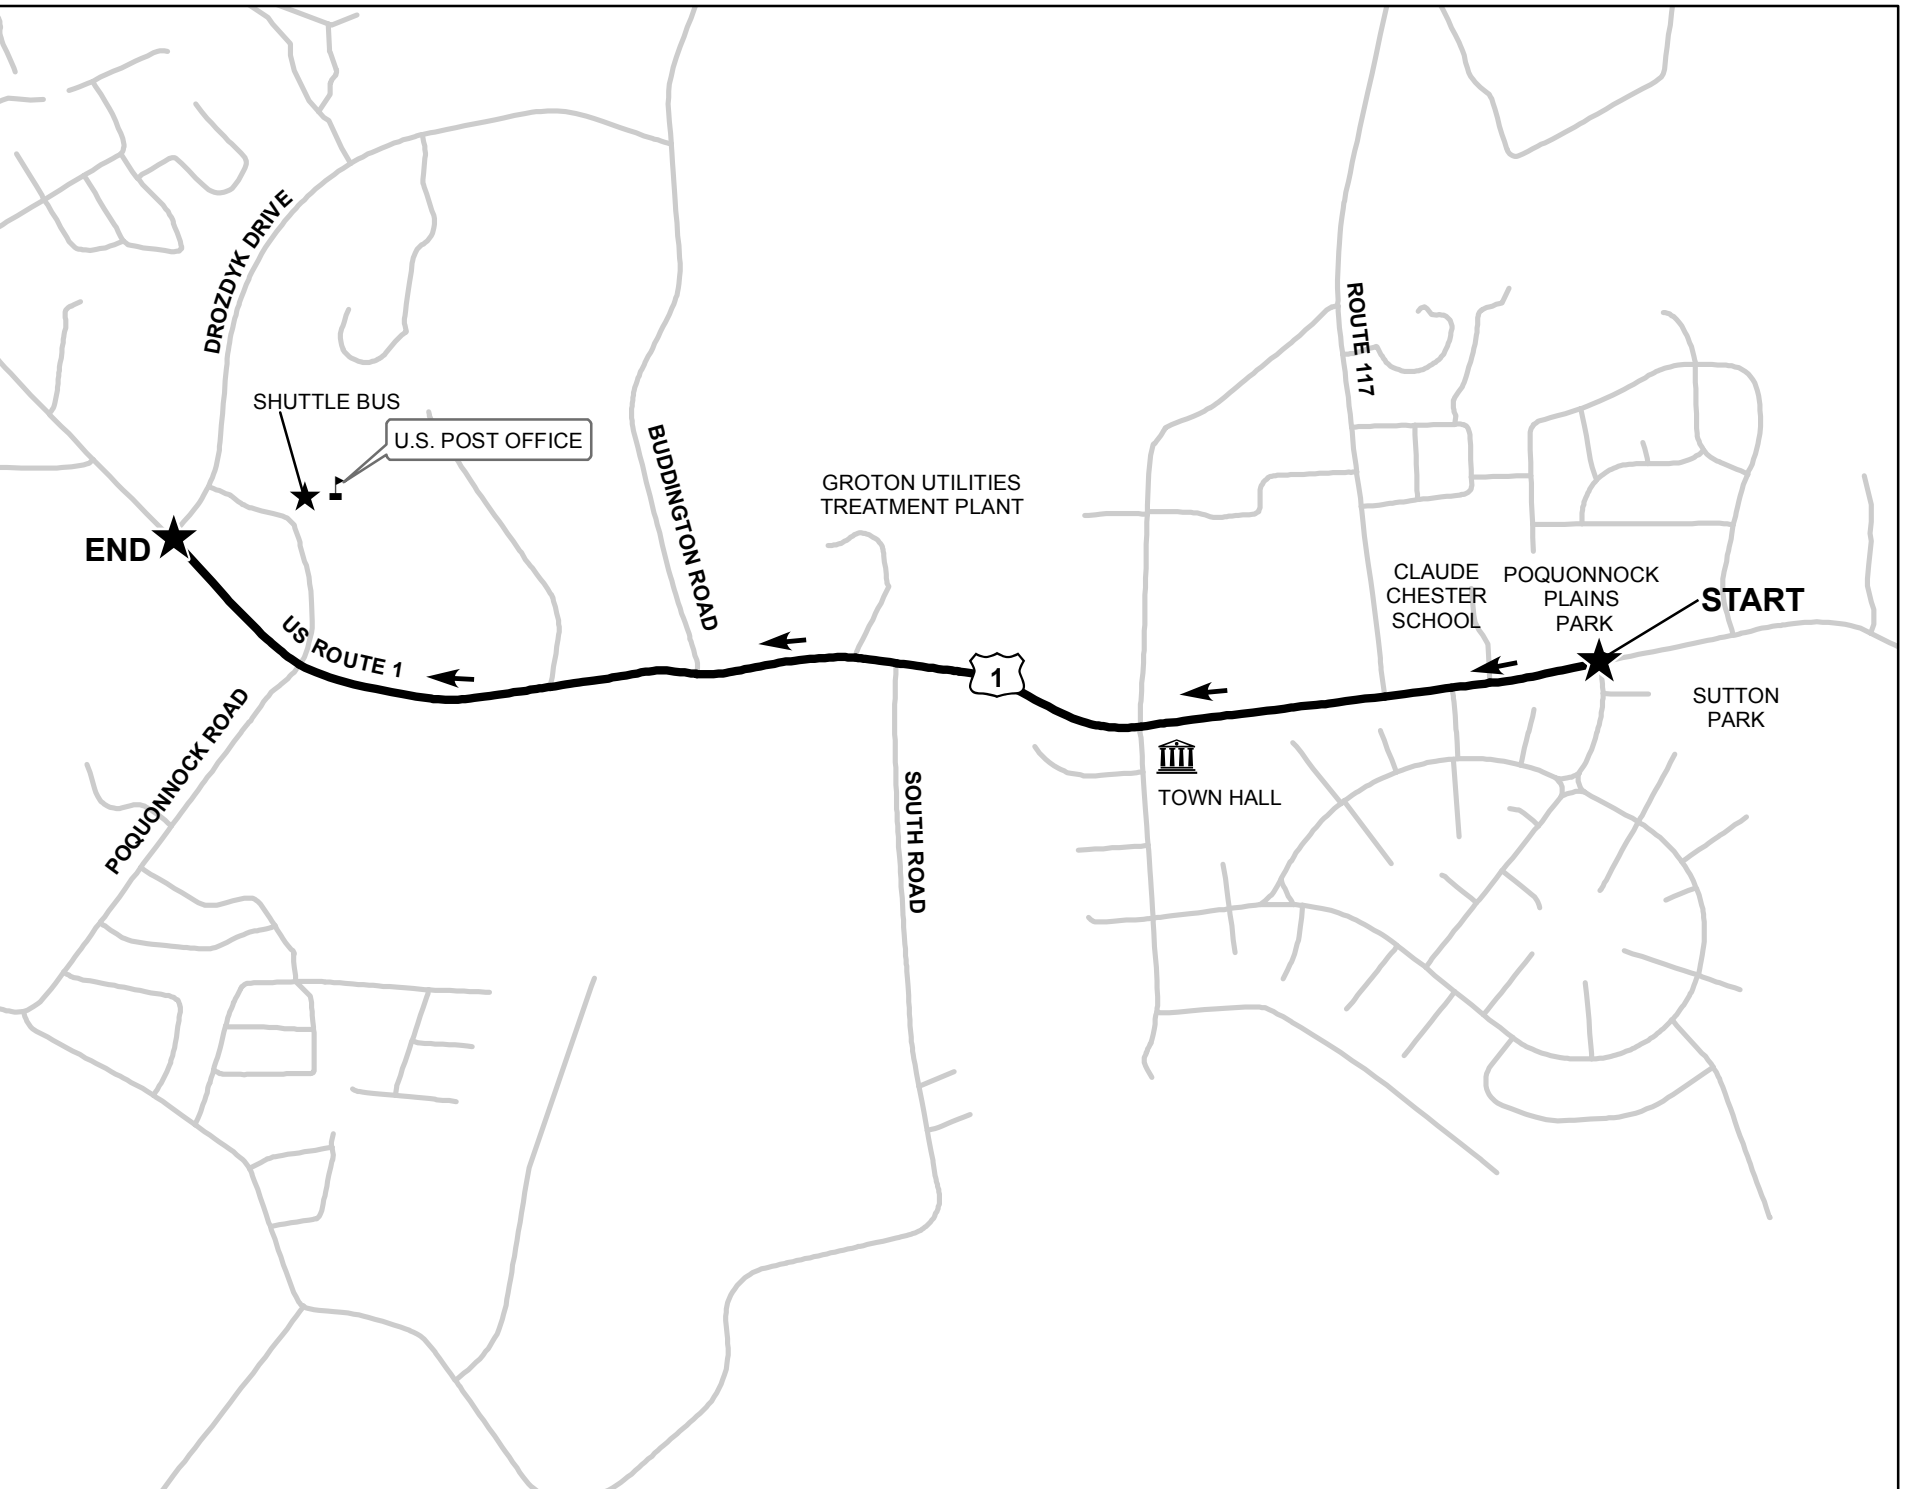 DROZDYK DRIVE
ROUTE 117
SHUTTLE BUS
U.S. POST OFFICE
BUDDINGTON ROAD
GROTON UTILITIES
TREATMENT PLANT
END
CLAUDE
CHESTER
SCHOOL
POQUONNOCK
PLAINS
PARK
START
US ROUTE 1
1
SUTTON
PARK
POQUONNOCK ROAD
SOUTH ROAD
TOWN HALL